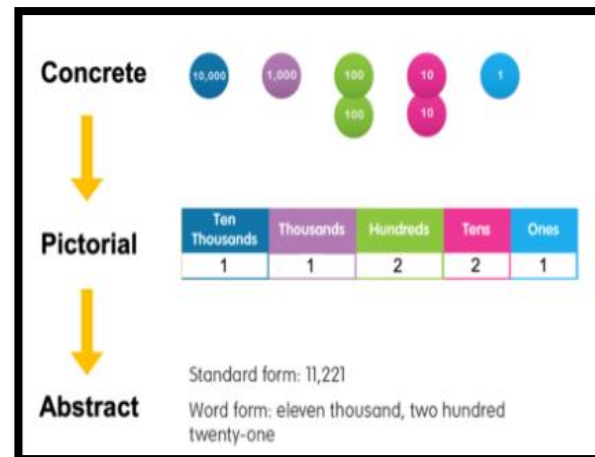 Concrete
10,000 1,000 100 10 1
100 10
Pictorial
Ten Thousands Thousands Hundreds Tens Ones
1 1 2 2 1
Abstract
Standard form: 11,221
Word form: eleven thousand, two hundred
twenty-one